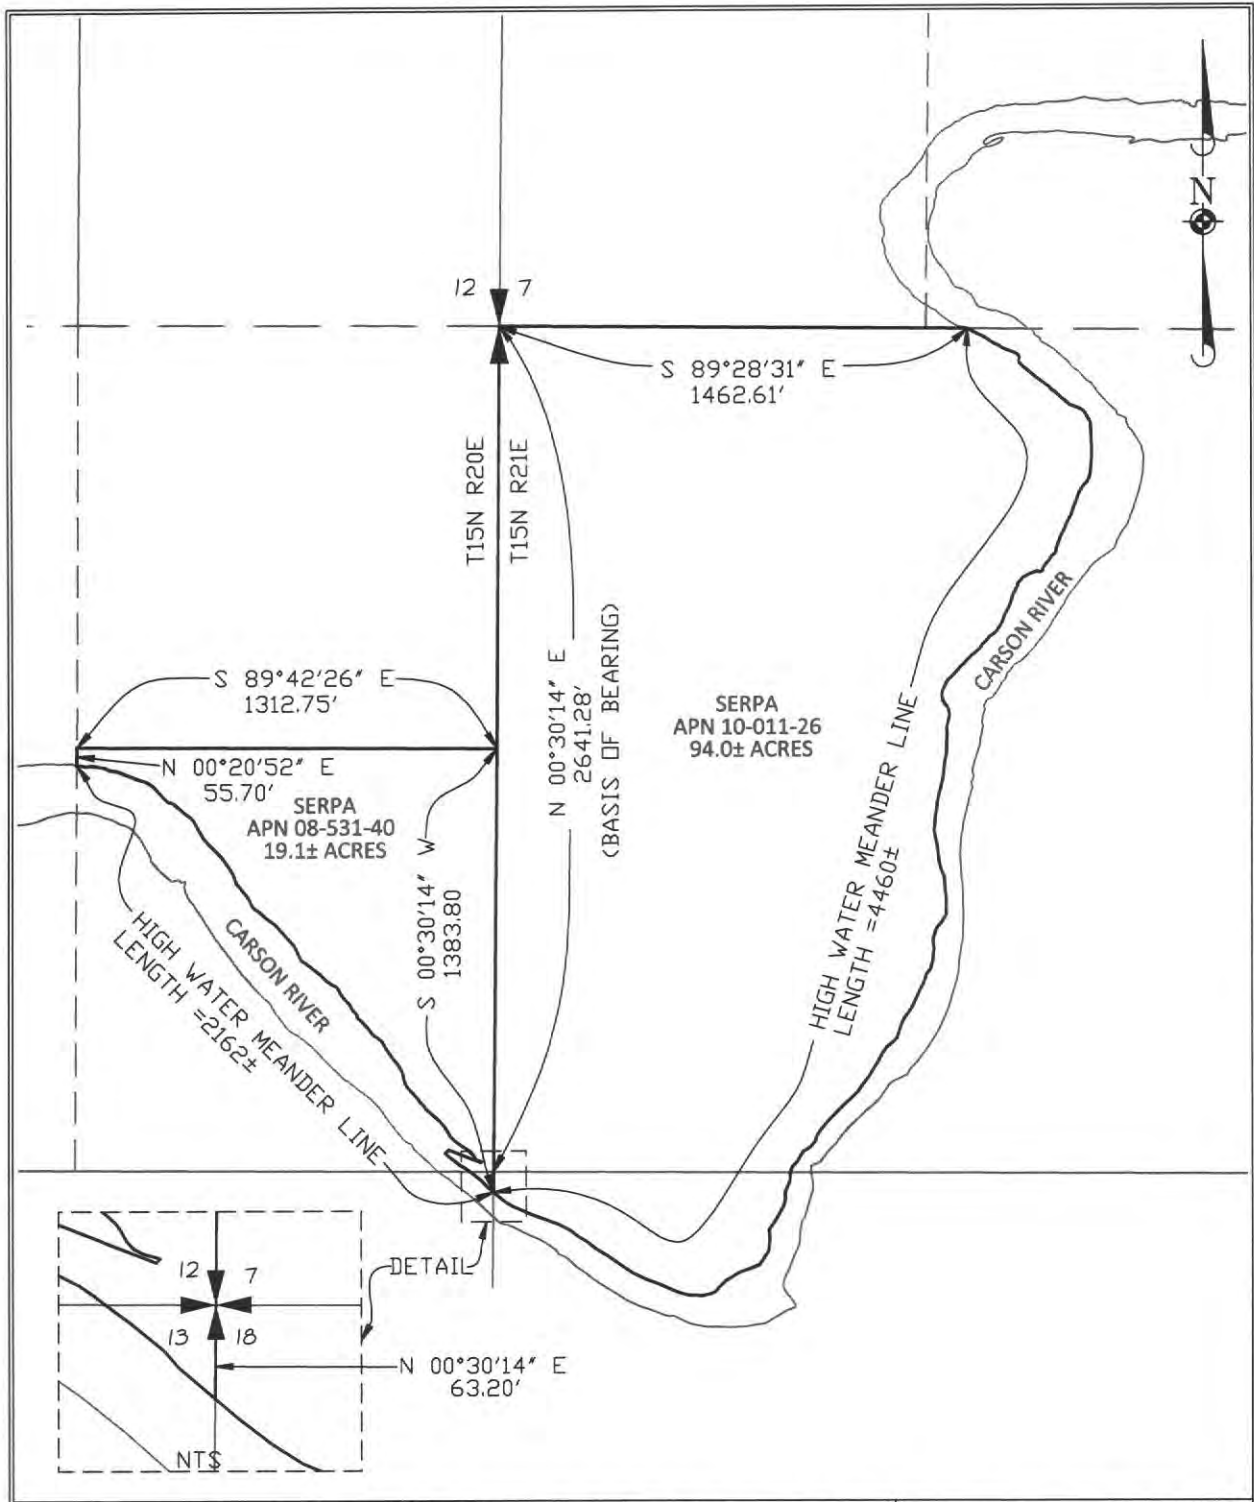 N
12 7
S 89°28'31" E
1462.61'
T15N R20E
T15N R21E
N 00°30'14" E
2641.28'
(BASIS OF BEARING)
CARSON RIVER
S 89°42'26" E
1312.75'
SERPA
APN 10-011-26
94.0± ACRES
N 00°20'52" E
55.70'
SERPA
APN 08-531-40
19.1± ACRES
S 00°30'14" W
1383.80
HIGH WATER MEANDER LINE
LENGTH =4460±
CARSON RIVER
HIGH WATER MEANDER LINE
LENGTH =2162±
DETAIL
12 7
13 18
N 00°30'14" E
63.20'
NTS